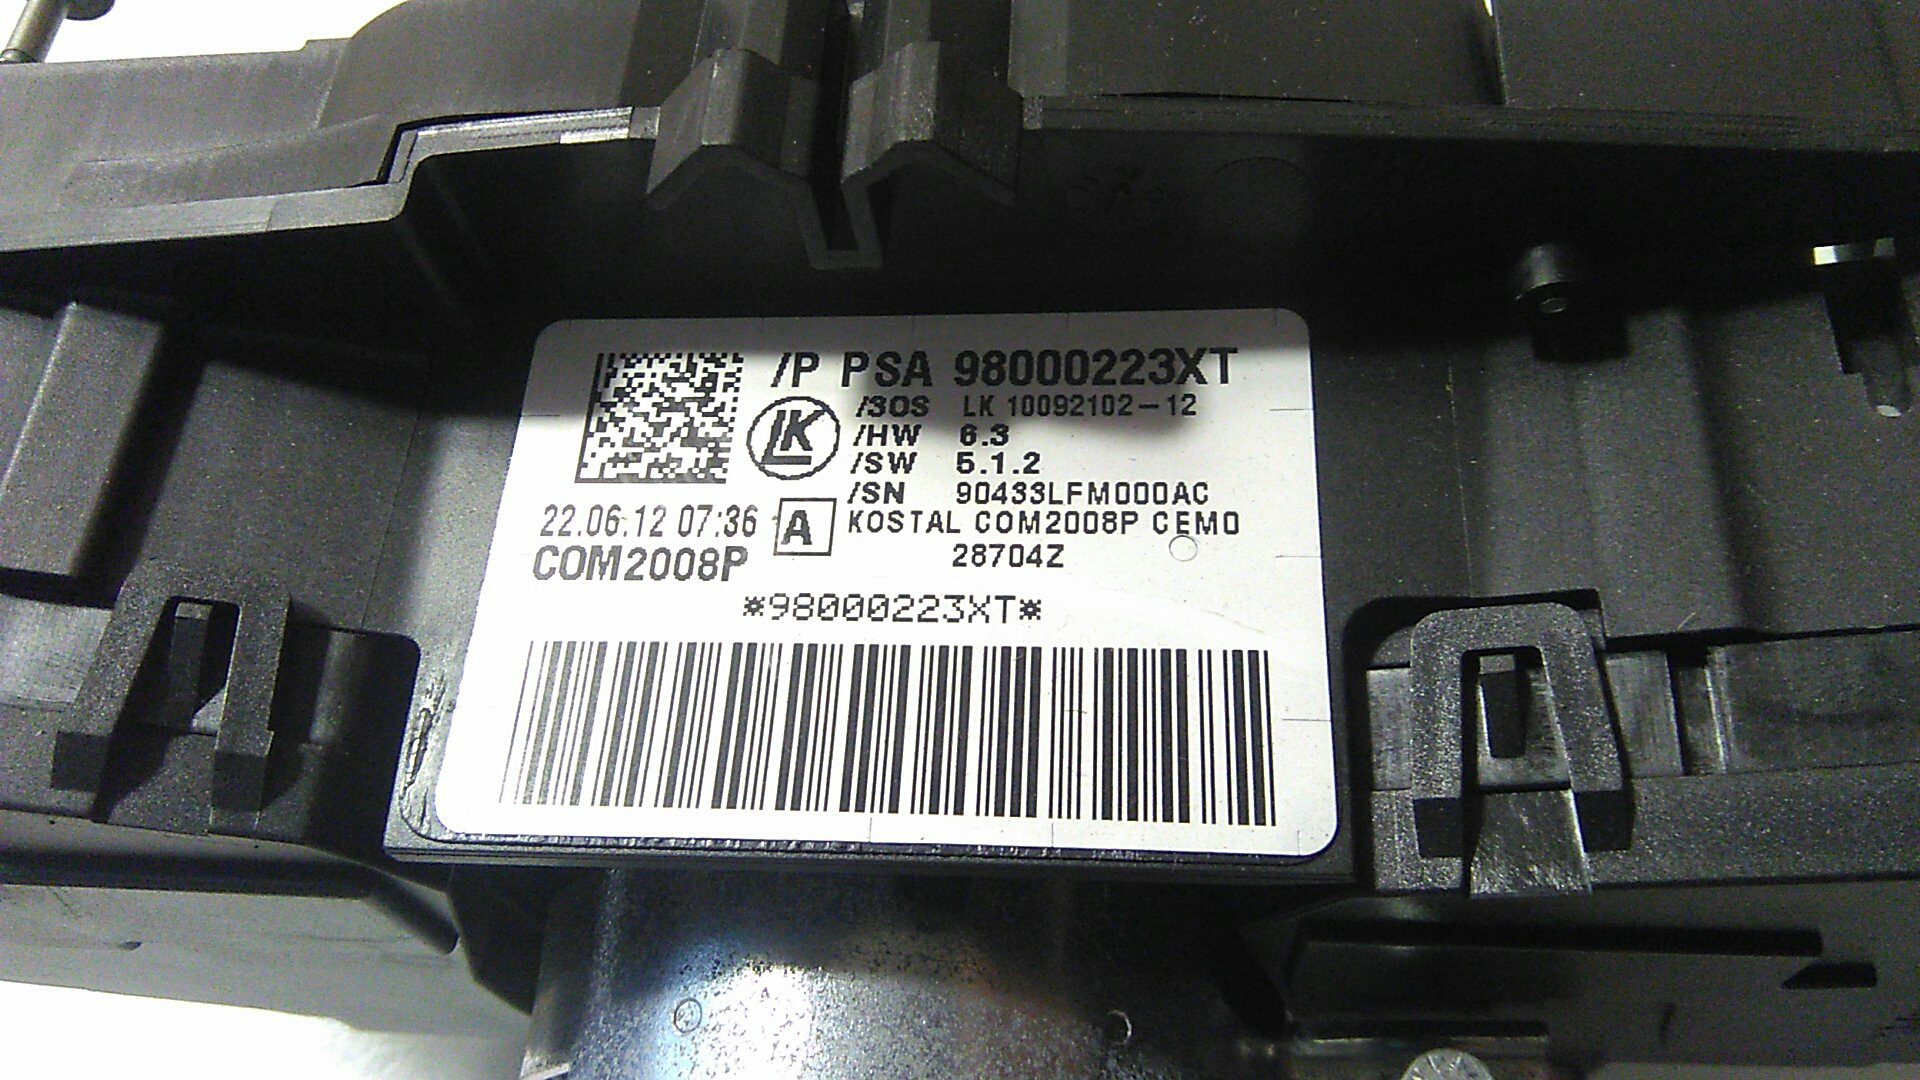 /P PSA 98000223XT
/SOS LK 10092102-12
LK
/HW 6.3
/SW 5.1.2
/SN 90433LFM000AC
22.06.12 07:36 A KOSTAL COM2008P CEMO
COM2008P 28704Z
*98000223XT*